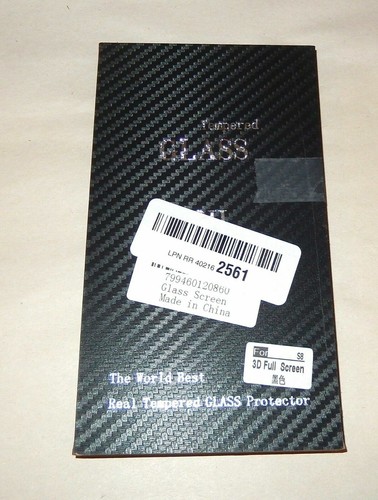 Tempered
GLASS
LPN RR 40216 2561
799460120860
Glass Screen
Made in China
For S8
3D Full Screen
黑色
The World Best
Real Tempered GLASS Protector